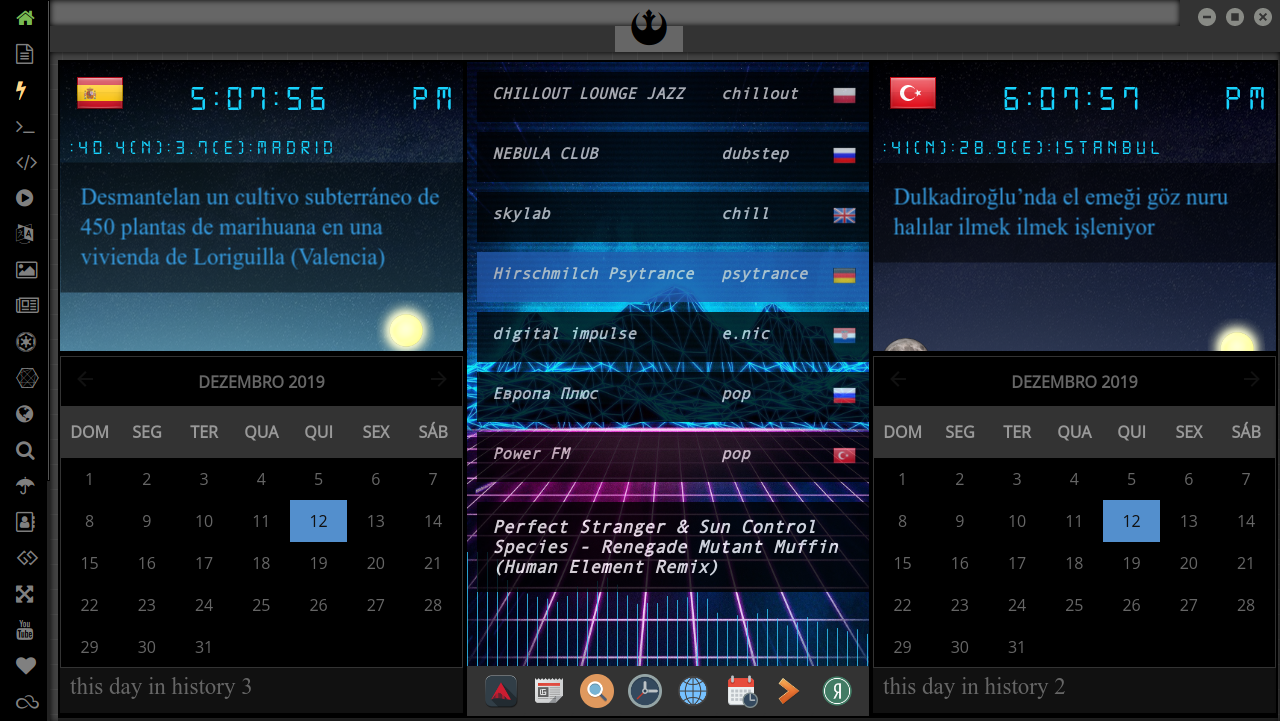 5:07:56 PM
:40.4(N):3.7(E):MADRID
Desmantelan un cultivo subterráneo de
450 plantas de marihuana en una
vivienda de Loriguilla (Valencia)
DEZEMBRO 2019
DOM SEG TER QUA QUI SEX SÁB
1 2 3 4 5 6 7
8 9 10 11 12 13 14
15 16 17 18 19 20 21
22 23 24 25 26 27 28
29 30 31
this day in history 3
CHILLOUT LOUNGE JAZZ chillout
NEBULA CLUB dubstep
skylab chill
Hirschmilch Psytrance psytrance
digital impulse e.nic
Европа Плюс pop
Power FM pop
Perfect Stranger & Sun Control
Species - Renegade Mutant Muffin
(Human Element Remix)
Я
6:07:57 PM
:41(N):28.9(E):ISTANBUL
Dulkadiroğlu’nda el emeği göz nuru
halılar ilmek ilmek işleniyor
DEZEMBRO 2019
DOM SEG TER QUA QUI SEX SÁB
1 2 3 4 5 6 7
8 9 10 11 12 13 14
15 16 17 18 19 20 21
22 23 24 25 26 27 28
29 30 31
this day in history 2
You
Tube